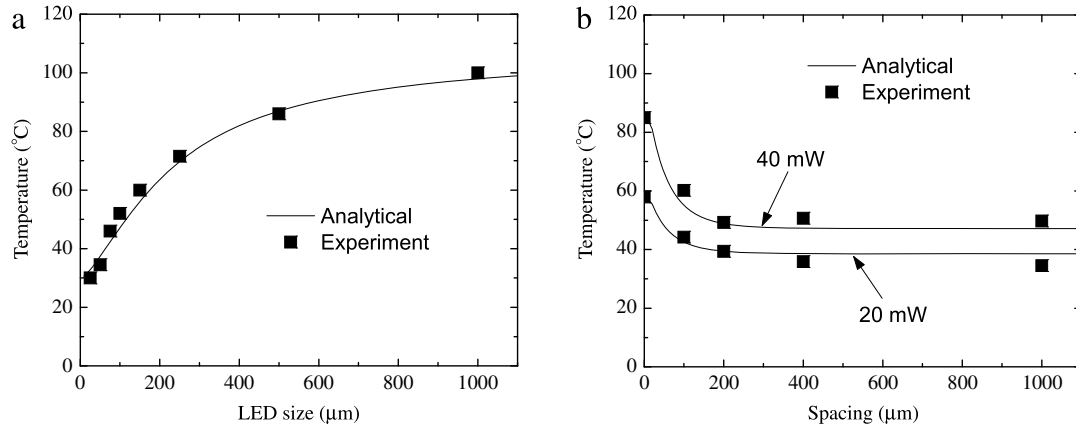 a
120
100
80
60
40
20
0
Temperature (°C)
Analytical
Experiment
0 200 400 600 800 1000
LED size (μm)
b
120
100
80
60
40
20
0
Temperature (°C)
Analytical
Experiment
40 mW
20 mW
0 200 400 600 800 1000
Spacing (μm)